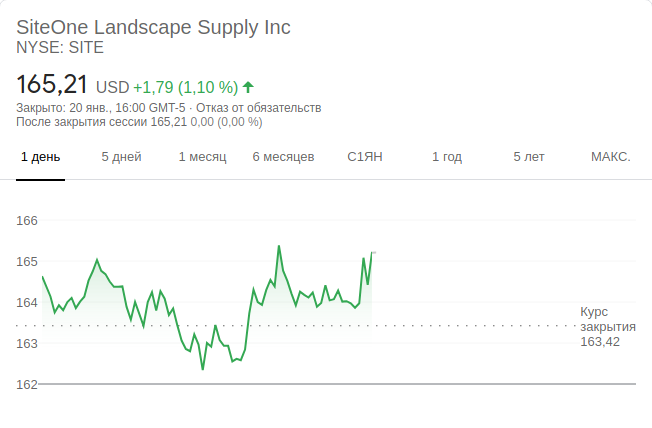 SiteOne Landscape Supply Inc
NYSE: SITE
165,21 USD +1,79 (1,10 %)
Закрыто: 20 янв., 16:00 GMT-5 · Отказ от обязательств
После закрытия сессии 165,21 0,00 (0,00 %)
1 день 5 дней 1 месяц 6 месяцев С1ЯН 1 год 5 лет МАКС.
166
165
164
163
162
Курс
закрытия
163,42